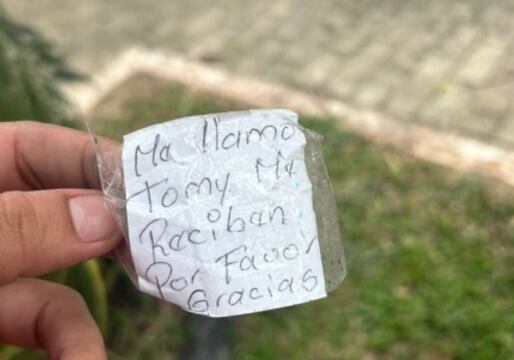 Me llamo
Tomy Me
Reciban
Por Favor
Gracias